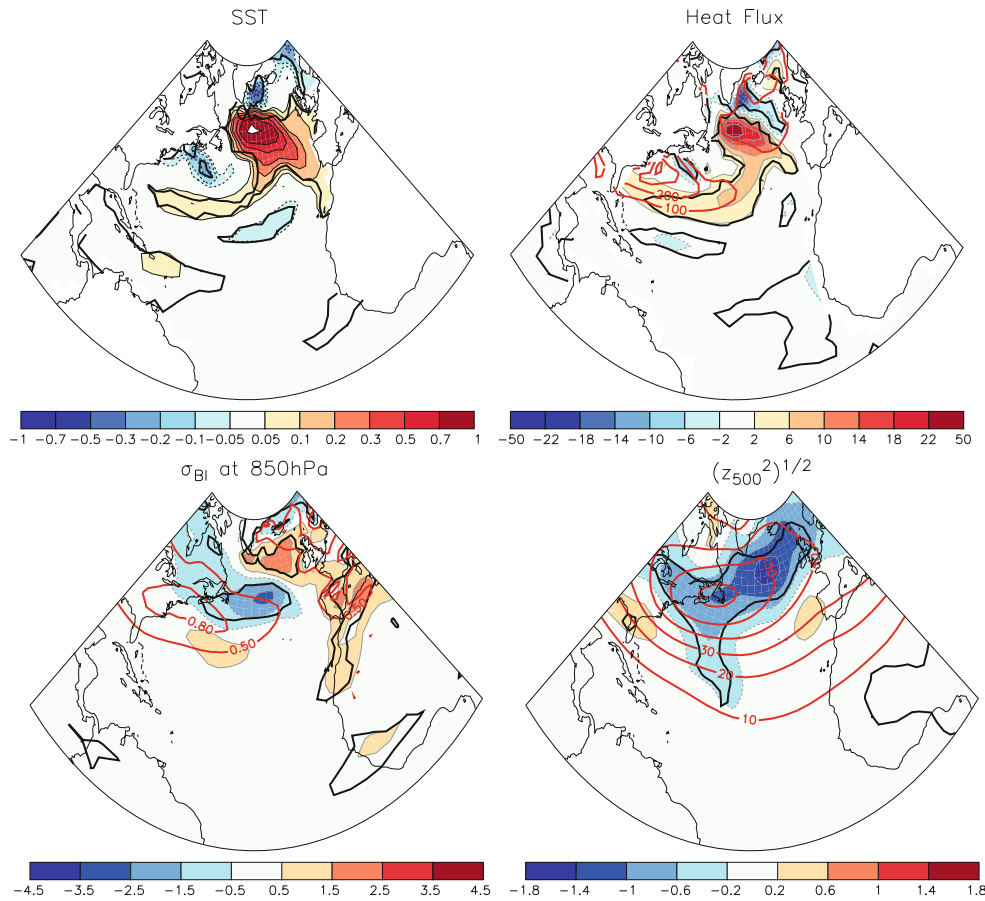 SST
Heat Flux
200
100
-1 -0.7 -0.5 -0.3 -0.2 -0.1 -0.05 0.05 0.1 0.2 0.3 0.5 0.7 1
-50 -22 -18 -14 -10 -6 -2 2 6 10 14 18 22 50
σBI at 850hPa
(z500²)1/2
0.80
0.50
0.50
30
20
10
-4.5 -3.5 -2.5 -1.5 -0.5 0.5 1.5 2.5 3.5 4.5
-1.8 -1.4 -1 -0.6 -0.2 0.2 0.6 1 1.4 1.8